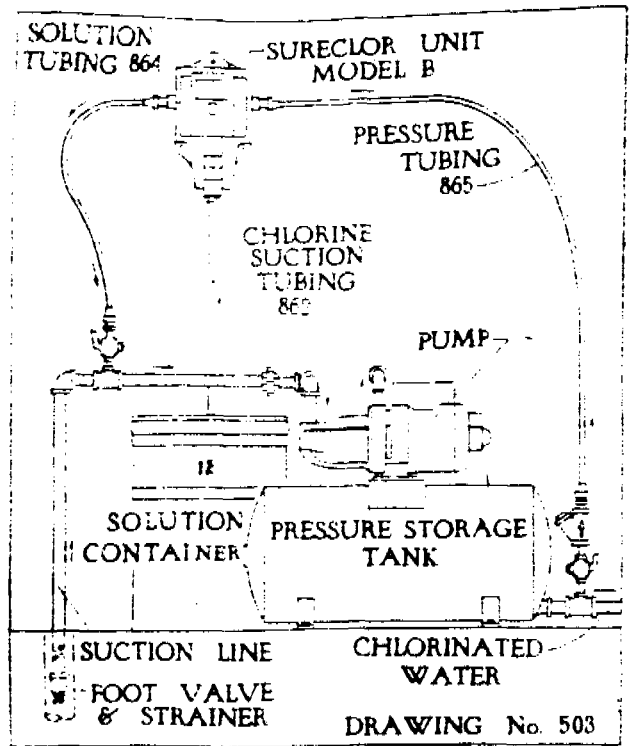 SOLUTION
TUBING 864
SURECLOR UNIT
MODEL B
PRESSURE
TUBING
865
CHLORINE
SUCTION
TUBING
PUMP
SOLUTION
CONTAINER
PRESSURE STORAGE
TANK
SUCTION LINE
FOOT VALVE
& STRAINER
CHLORINATED
WATER
DRAWING No. 503